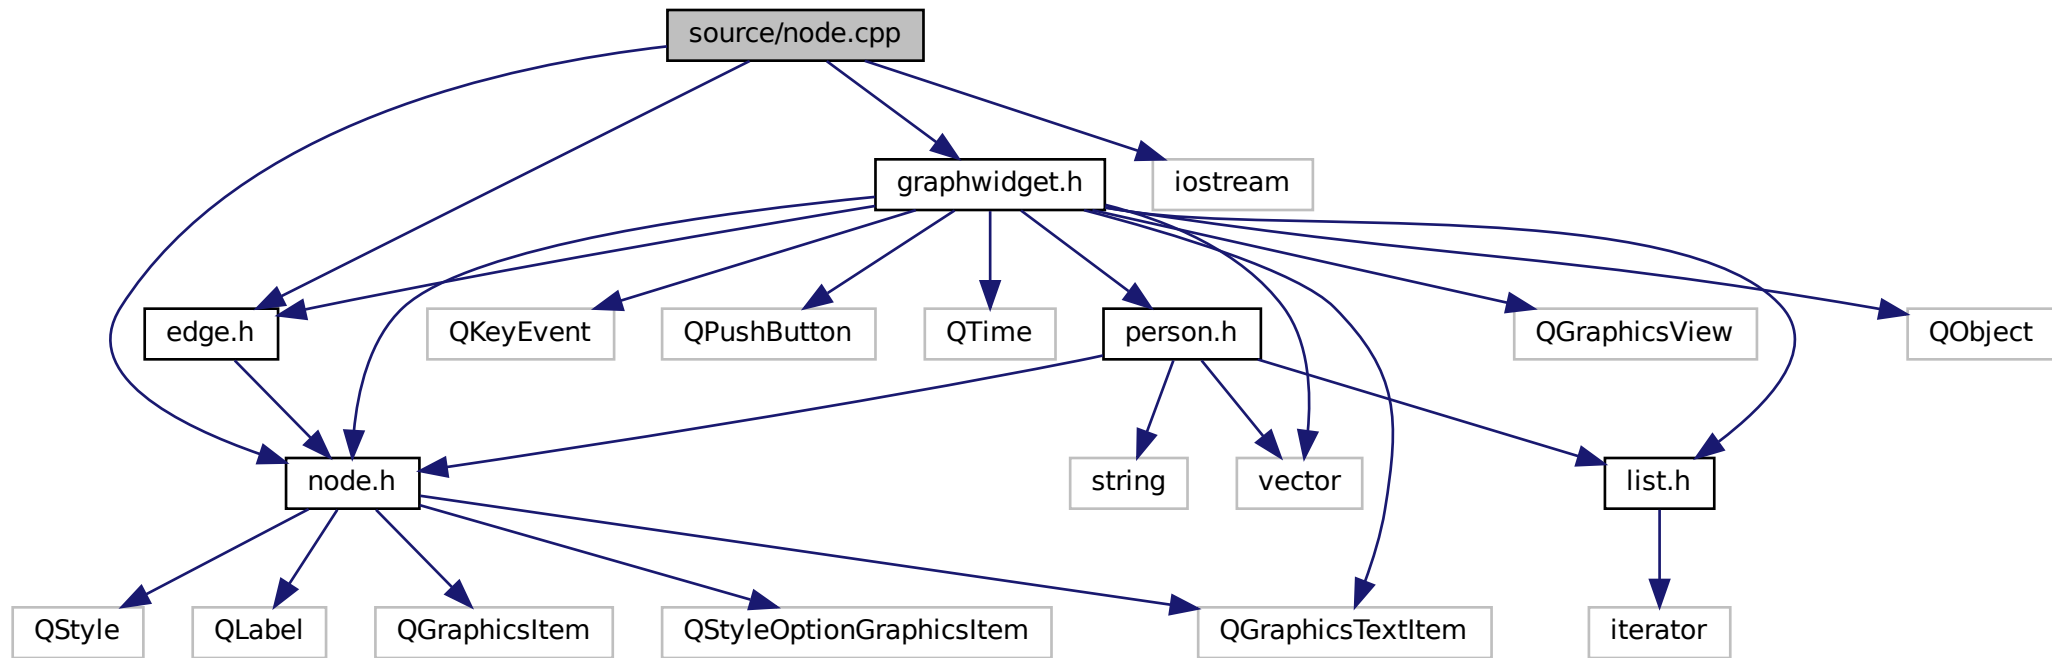 source/node.cpp
graphwidget.h
iostream
edge.h
QKeyEvent
QPushButton
QTime
person.h
QGraphicsView
QObject
node.h
string
vector
list.h
QStyle
QLabel
QGraphicsItem
QStyleOptionGraphicsItem
QGraphicsTextItem
iterator